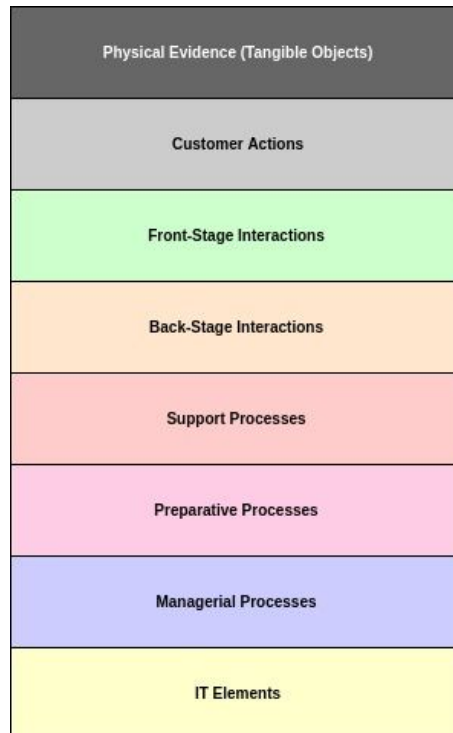 Physical Evidence (Tangible Objects)
Customer Actions
Front-Stage Interactions
Back-Stage Interactions
Support Processes
Preparative Processes
Managerial Processes
IT Elements